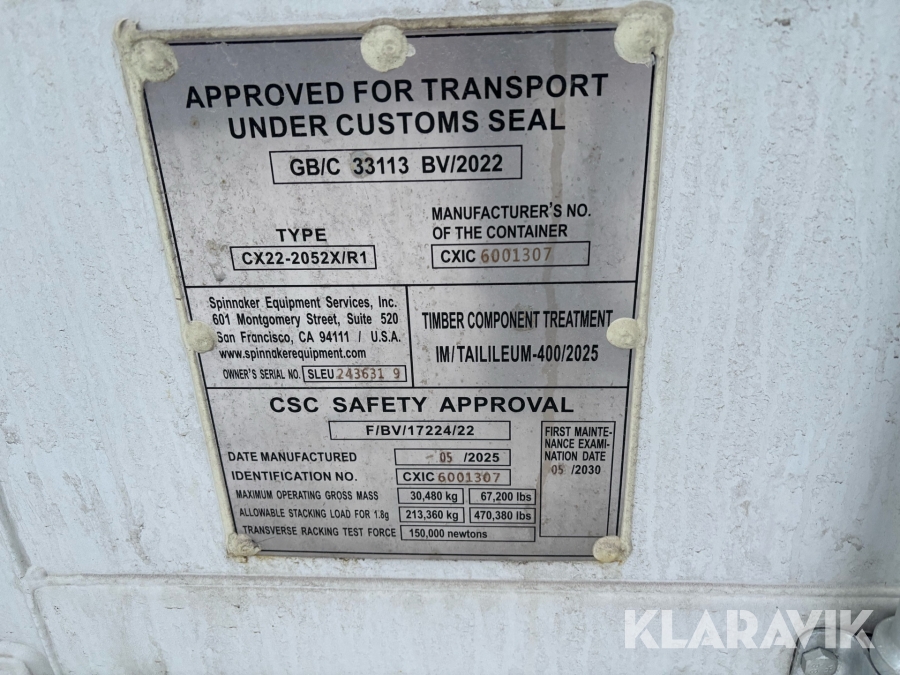 APPROVED FOR TRANSPORT
UNDER CUSTOMS SEAL
GB/C 33113 BV/2022
TYPE
CX22-2052X/R1
MANUFACTURER'S NO.
OF THE CONTAINER
CXIC 6001307
Spinnaker Equipment Services, Inc.
601 Montgomery Street, Suite 520
San Francisco, CA 94111 / U.S.A.
www.spinnakerequipment.com
OWNER'S SERIAL NO. SLEU 243631 9
TIMBER COMPONENT TREATMENT
IM/TAILILEUM-400/2025
CSC SAFETY APPROVAL
F/BV/17224/22
DATE MANUFACTURED 05 /2025
IDENTIFICATION NO. CXIC 6001307
MAXIMUM OPERATING GROSS MASS 30,480 kg 67,200 lbs
ALLOWABLE STACKING LOAD FOR 1.8g 213,360 kg 470,380 lbs
TRANSVERSE RACKING TEST FORCE 150,000 newtons
FIRST MAINTE-
NANCE EXAMI-
NATION DATE
05 /2030
KLARAVIK